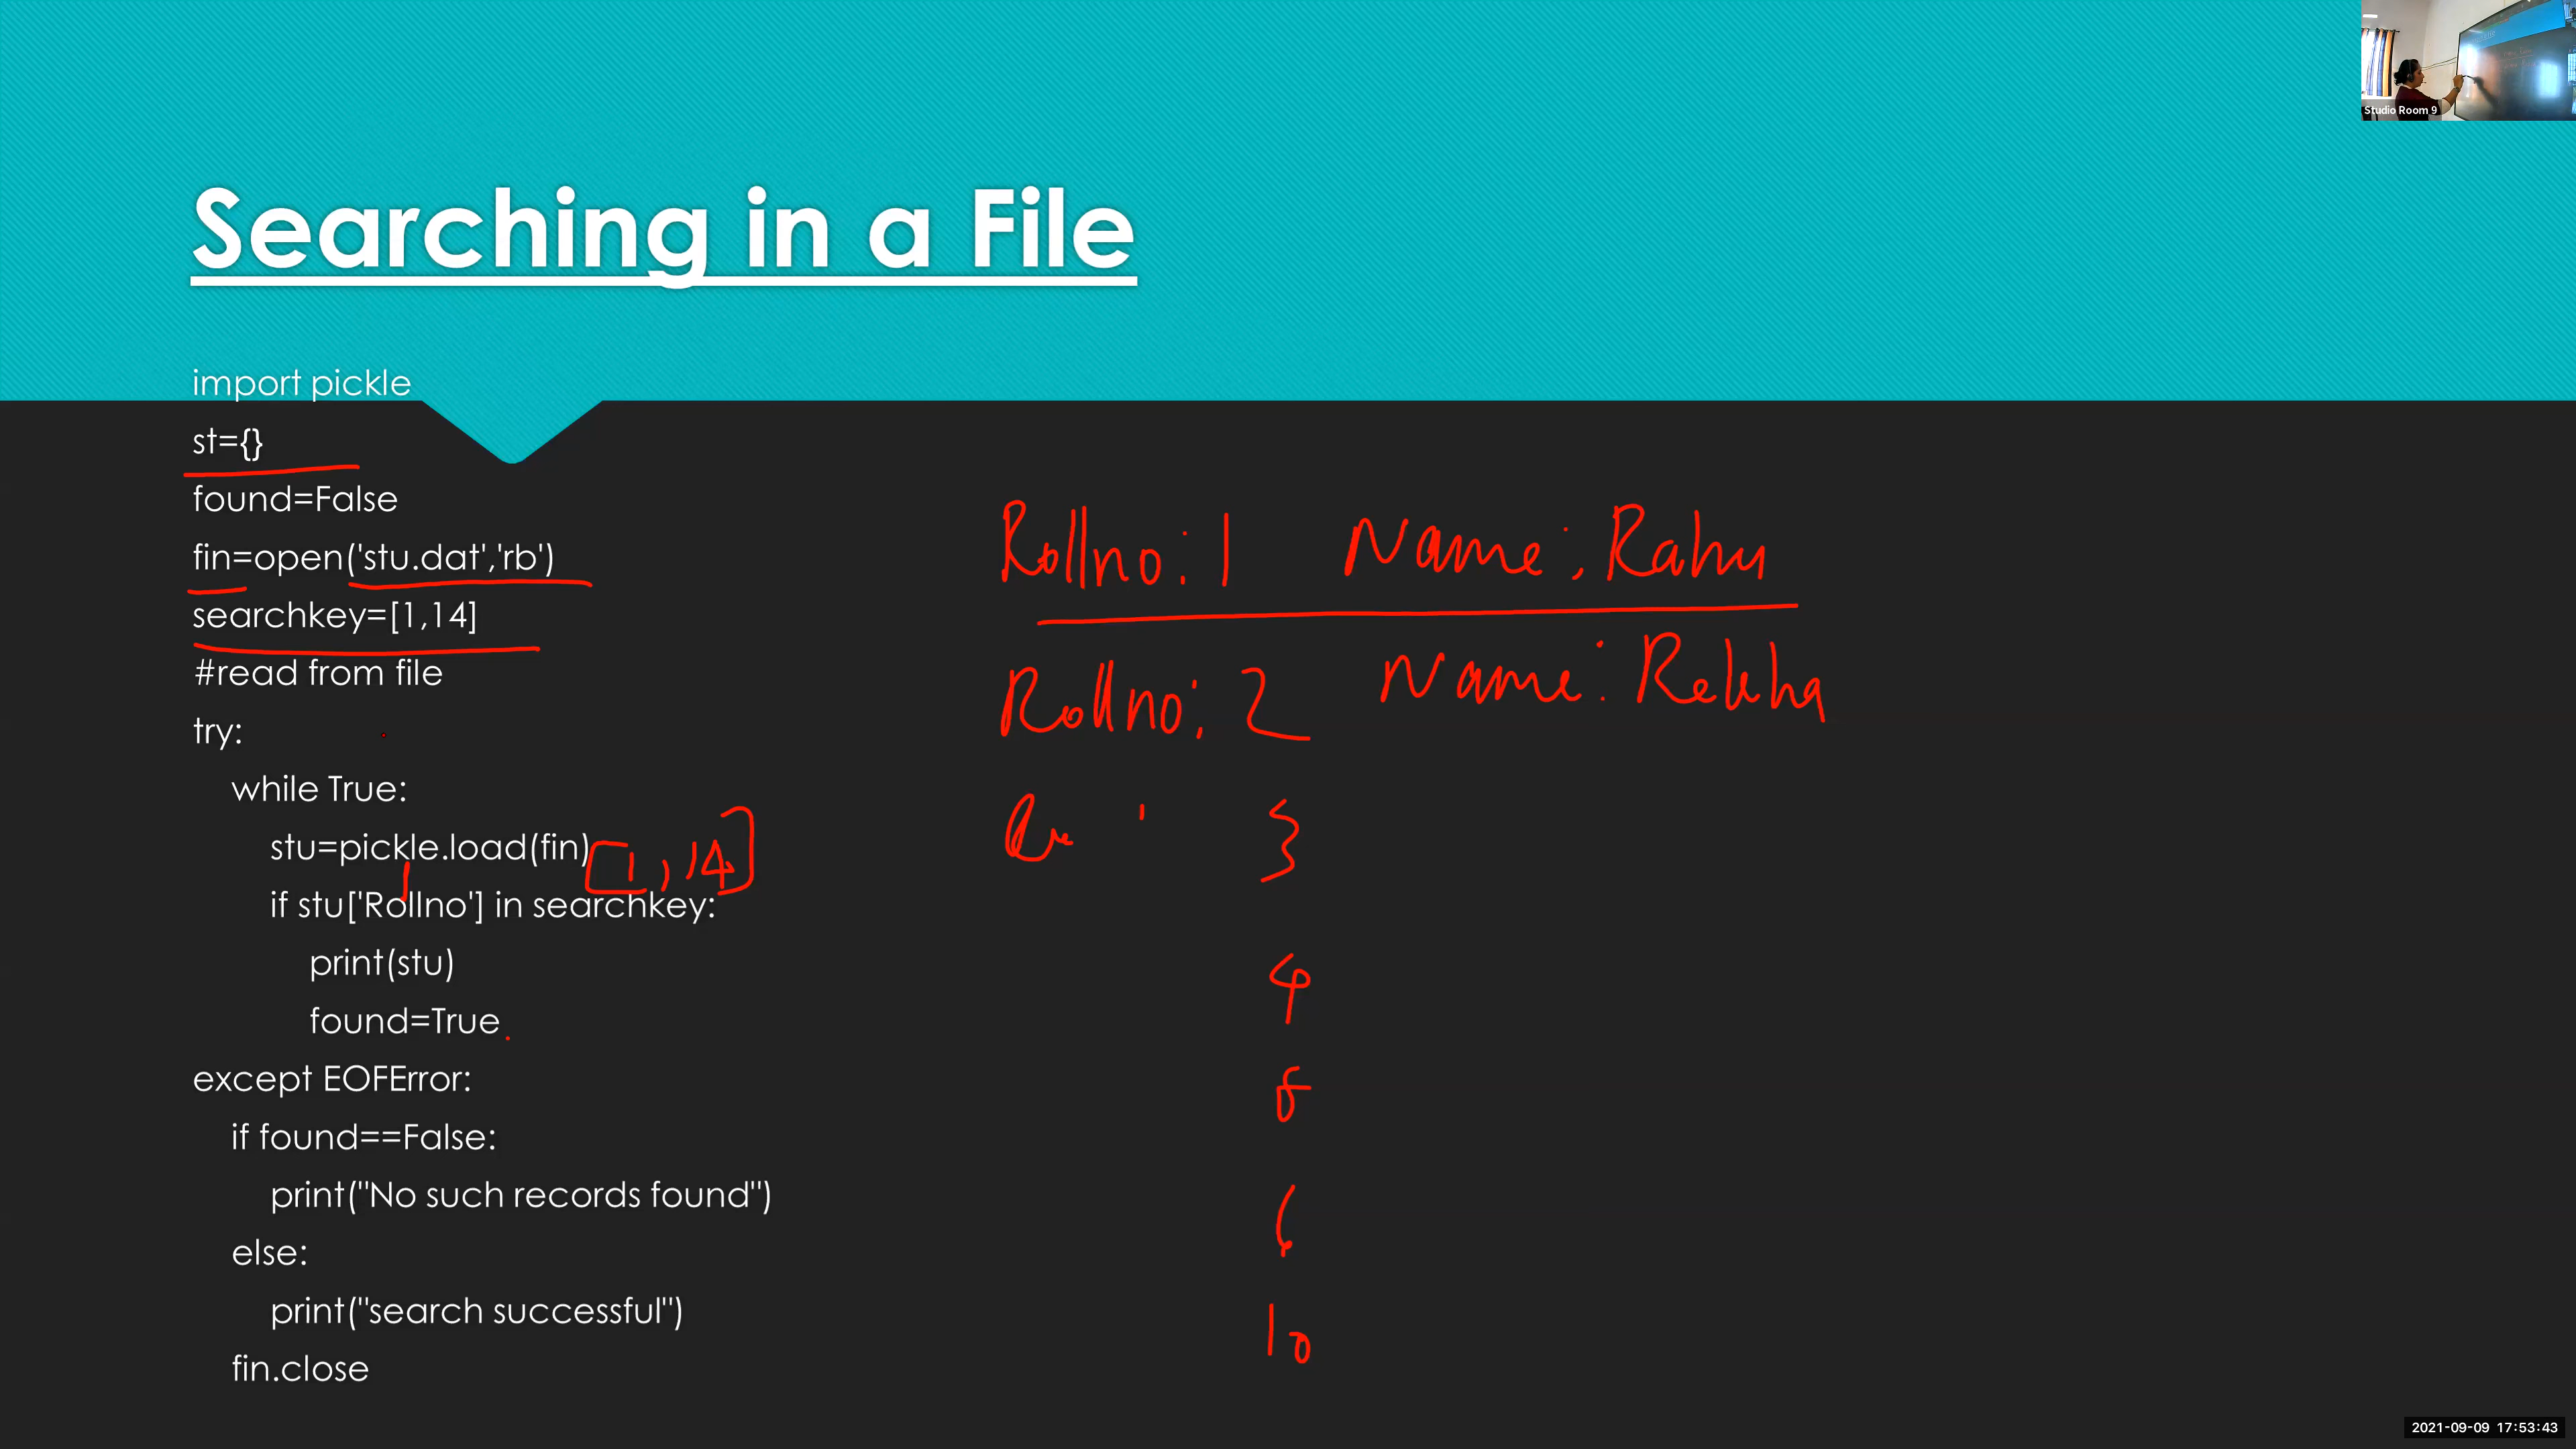 Studio Room 9
Searching in a File
import pickle
st={}
found=False
fin=open('stu.dat','rb')
searchkey=[1,14]
#read from file
try:
while True:
stu=pickle.load(fin)
[1, 14]
1
if stu['Rollno'] in searchkey:
print(stu)
found=True
except EOFError:
if found==False:
print("No such records found")
else:
print("search successful")
fin.close
Rollno: 1 Name: Rahu
Rollno: 2 Name: Rekha
3
4
5
6
10
2021-09-09 17:53:43